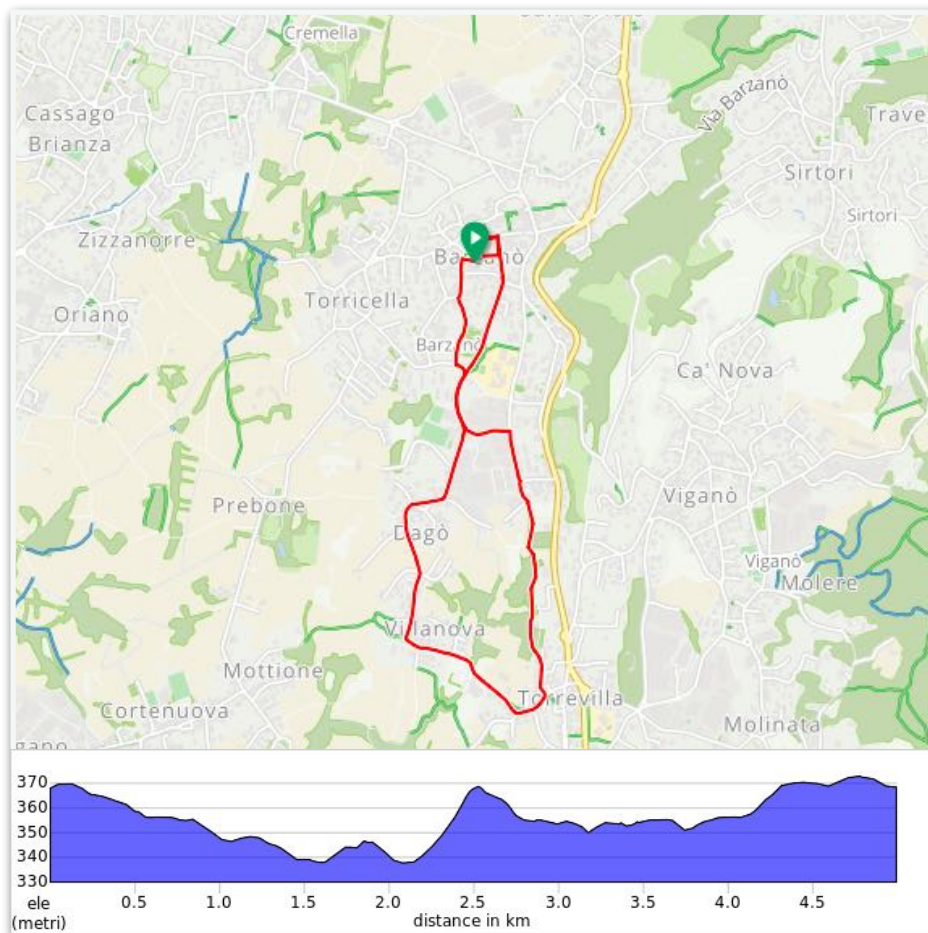 Cremella
Via Barzanò
Cassago
Brianza
Trave
Sirtori
Sirtori
Zizzanorre
Barzanò
Torricella
Oriano
Barzanò
Ca' Nova
Prebone
Viganò
Dagò
Viganò
Molere
Villanova
Mottione
Torrevilla
Cortenuova
Molinata
gano
370
360
350
340
330
ele
(metri)
0.5 1.0 1.5 2.0 2.5 3.0 3.5 4.0 4.5
distance in km